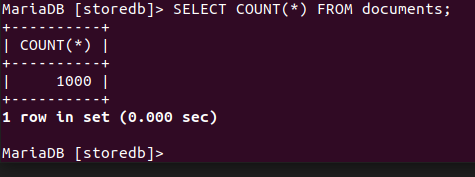 MariaDB [storedb]> SELECT COUNT(*) FROM documents;
+----------+
| COUNT(*) |
+----------+
|     1000 |
+----------+
1 row in set (0.000 sec)

MariaDB [storedb]>